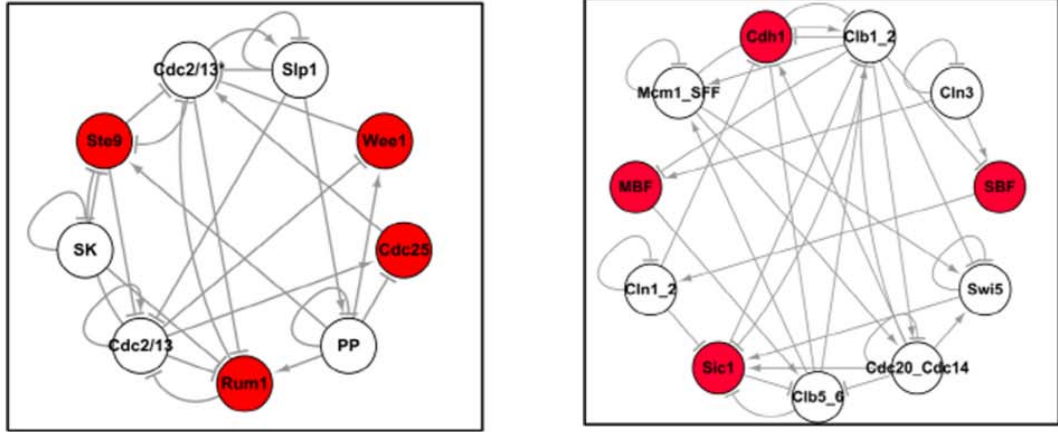 Cdc2/13*
Slp1
Ste9
Wee1
SK
Cdc25
Cdc2/13
PP
Rum1
Cdh1
Clb1_2
Mcm1_SFF
Cln3
MBF
SBF
Cln1_2
Swi5
Sic1
Cdc20_Cdc14
Clb5_6